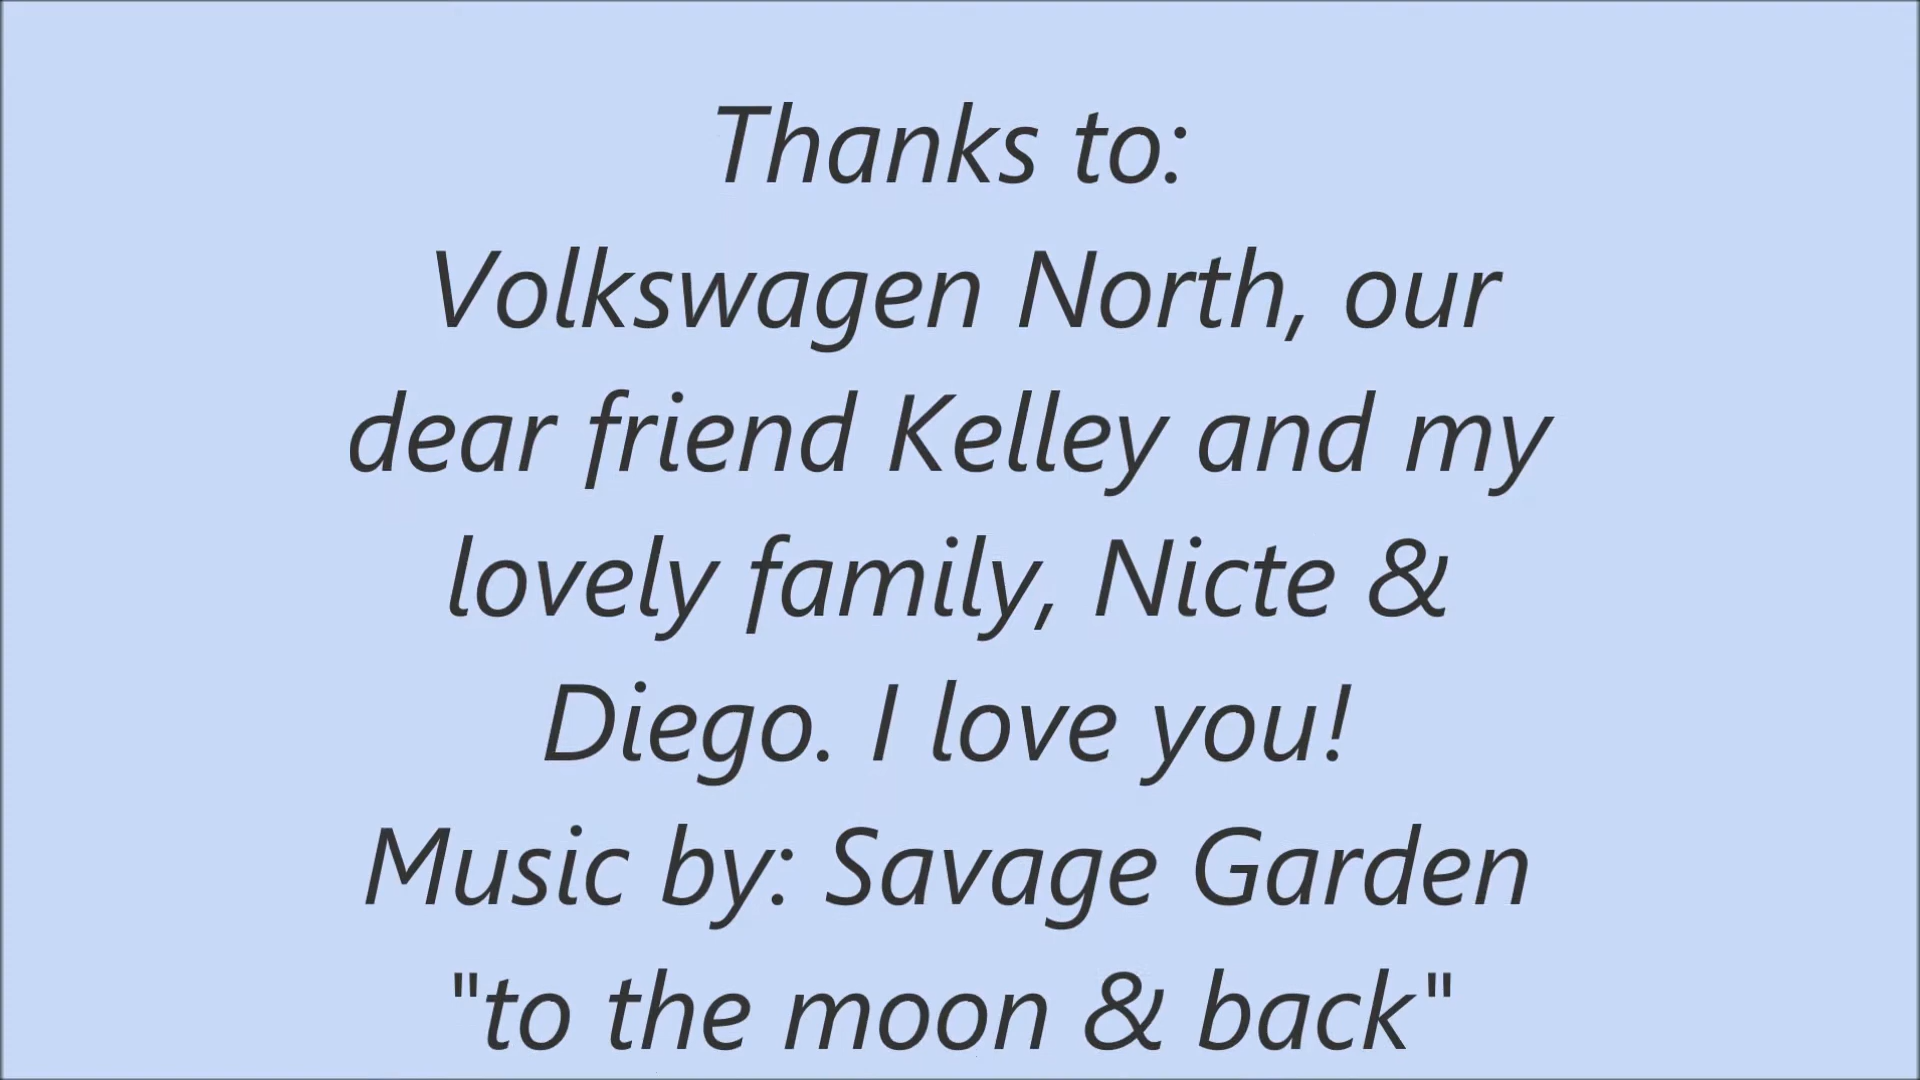 Thanks to:
Volkswagen North, our
dear friend Kelley and my
lovely family, Nicte &
Diego. I love you!
Music by: Savage Garden
"to the moon & back"